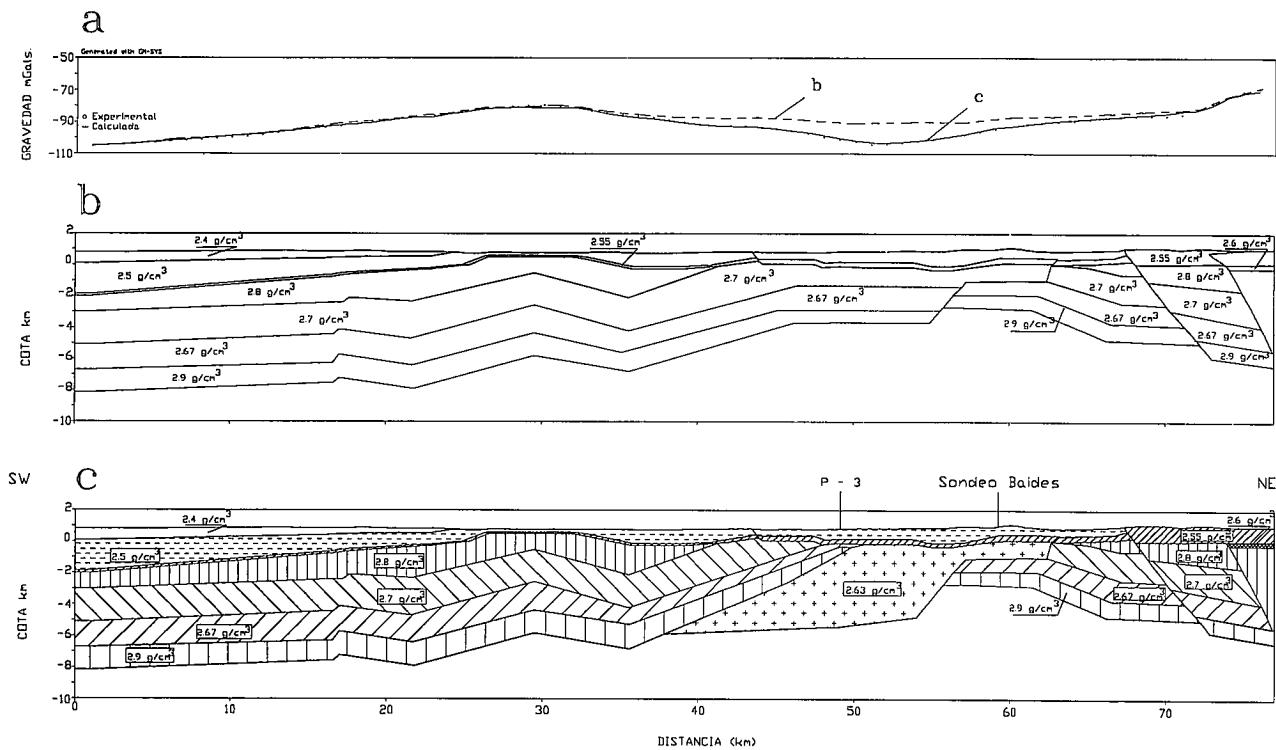 a
Generated with GM-SYS
GRAVEDAD mGals.
-50
-70
-90
-110
Experimental
Calculada
b
c
b
COTA km
2
0
-2
-4
-6
-8
-10
2.4 g/cm³
2.55 g/cm³
2.6 g/cm³
2.5 g/cm³
2.8 g/cm³
2.7 g/cm³
2.67 g/cm³
2.9 g/cm³
2.7 g/cm³
2.67 g/cm³
2.9 g/cm³
2.7 g/cm³
2.67 g/cm³
2.55 g/cm³
2.8 g/cm³
2.7 g/cm³
2.67 g/cm³
2.9 g/cm³
SW
c
P - 3
Sondeo Baides
NE
COTA km
2
0
-2
-4
-6
-8
-10
2.4 g/cm³
2.6 g/cm³
2.5 g/cm³
2.55 g/cm³
2.8 g/cm³
2.8 g/cm³
2.7 g/cm³
2.63 g/cm³
2.7 g/cm³
2.67 g/cm³
2.67 g/cm³
2.9 g/cm³
2.9 g/cm³
0
10
20
30
40
50
60
70
DISTANCIA (km)